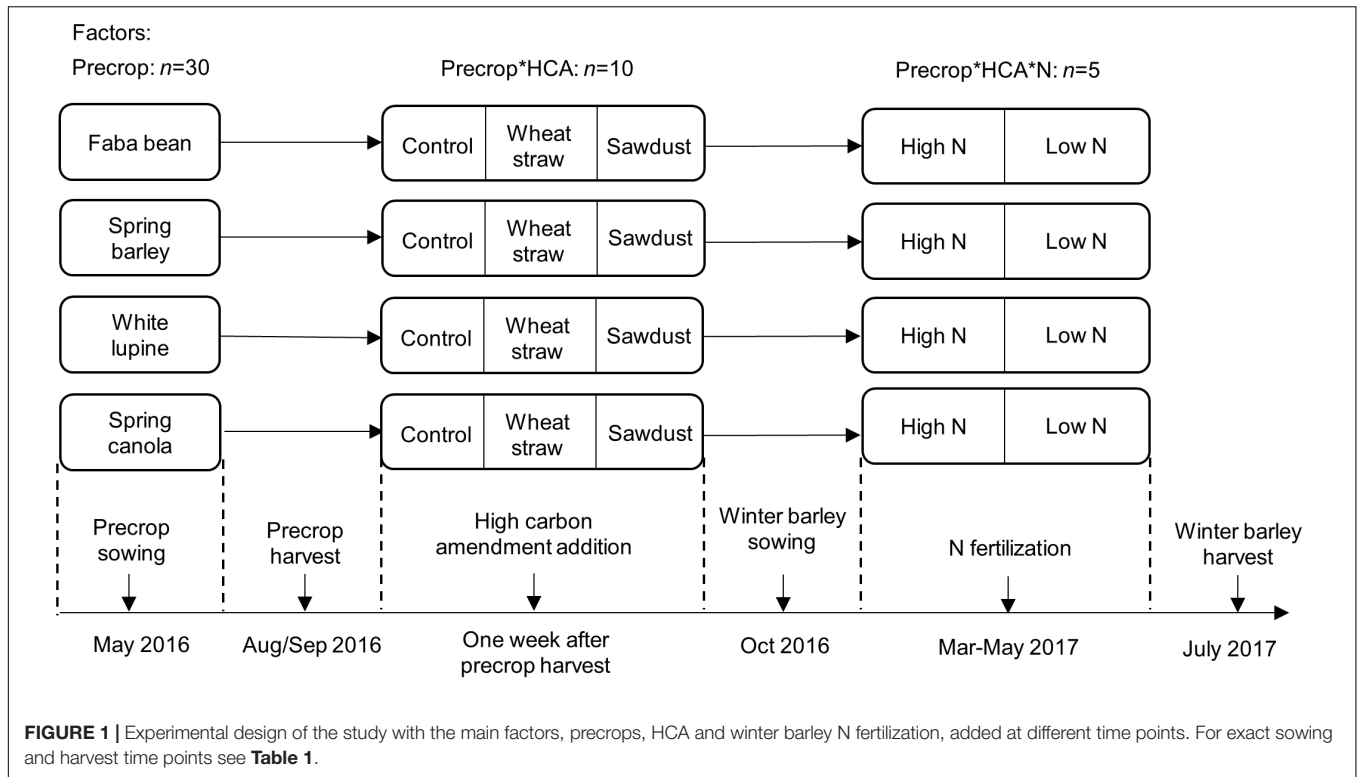 Factors:
Precrop: n=30
Precrop*HCA: n=10
Precrop*HCA*N: n=5
Faba bean
Control
Wheat
straw
Sawdust
High N
Low N
Spring
barley
Control
Wheat
straw
Sawdust
High N
Low N
White
lupine
Control
Wheat
straw
Sawdust
High N
Low N
Spring
canola
Control
Wheat
straw
Sawdust
High N
Low N
Precrop
sowing
Precrop
harvest
High carbon
amendment addition
Winter barley
sowing
N fertilization
Winter barley
harvest
May 2016
Aug/Sep 2016
One week after
precrop harvest
Oct 2016
Mar-May 2017
July 2017
FIGURE 1 | Experimental design of the study with the main factors, precrops, HCA and winter barley N fertilization, added at different time points. For exact sowing
and harvest time points see Table 1.